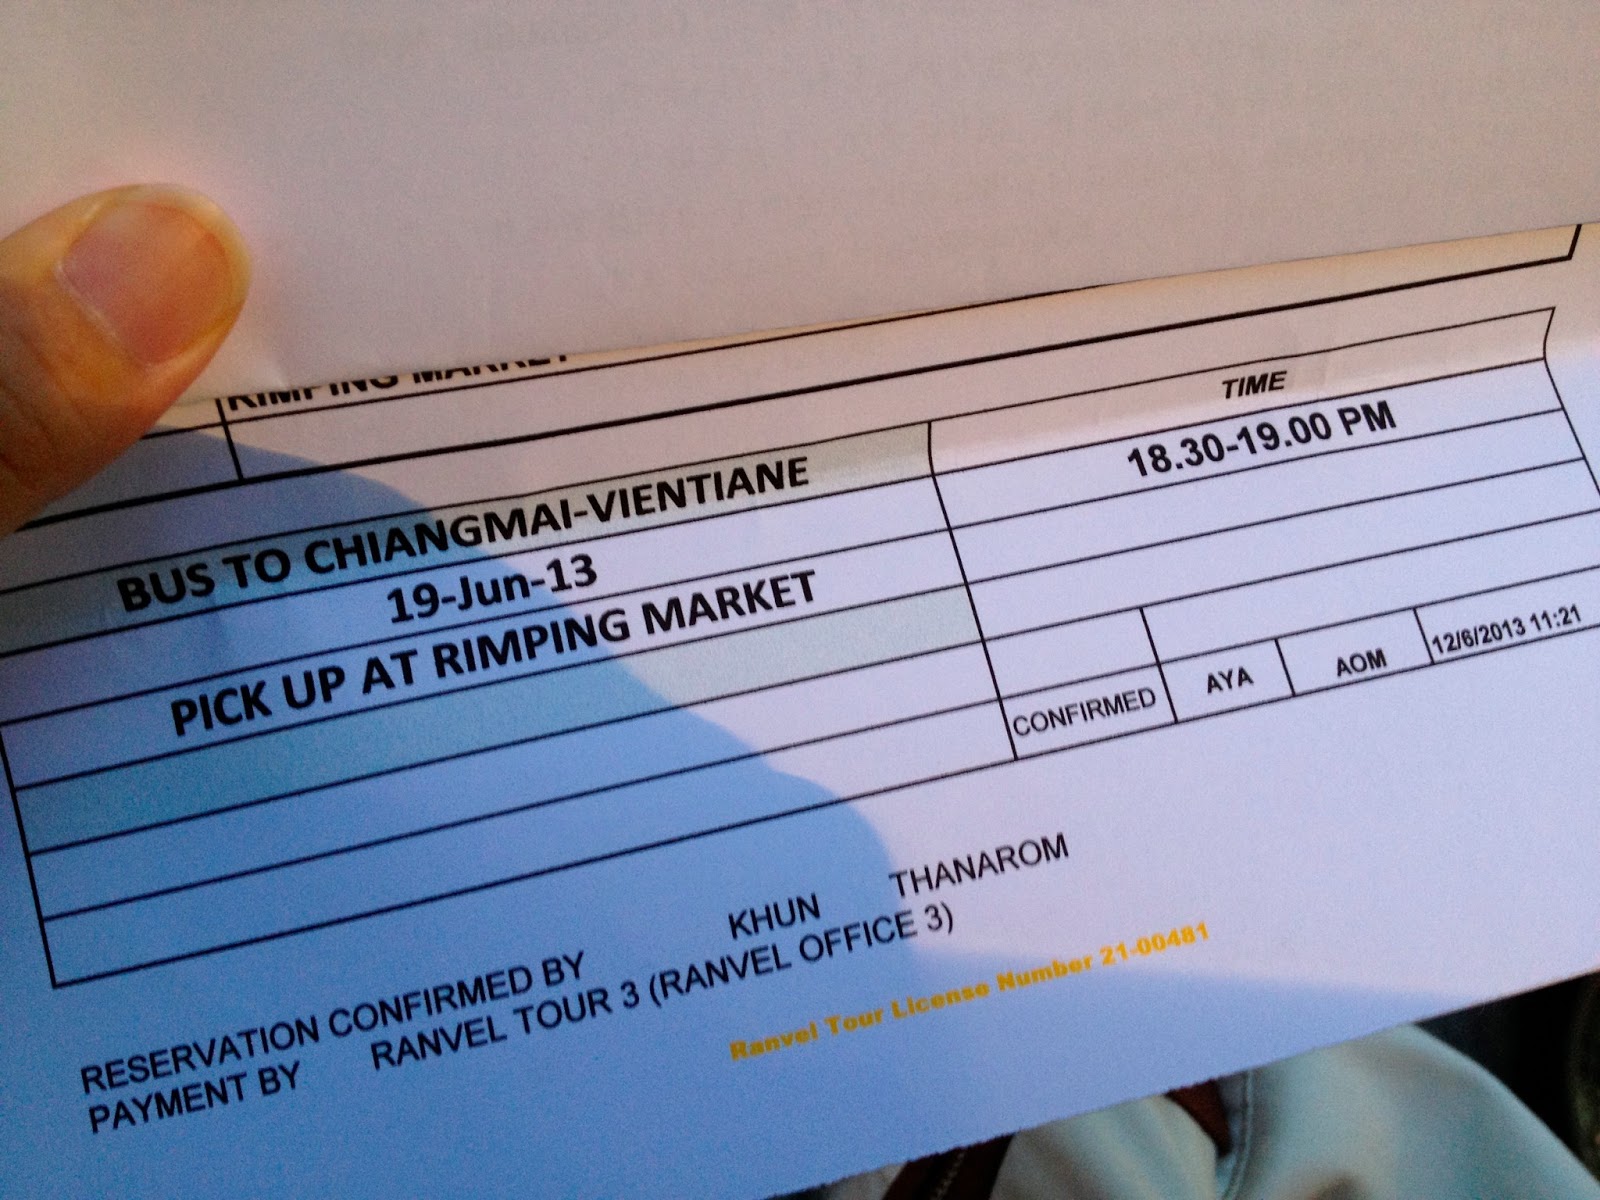 RIMPING MARKET
TIME
BUS TO CHIANGMAI-VIENTIANE 18.30-19.00 PM
19-Jun-13
PICK UP AT RIMPING MARKET
CONFIRMED AYA AOM 12/6/2013 11:21
RESERVATION CONFIRMED BY KHUN THANAROM
PAYMENT BY RANVEL TOUR 3 (RANVEL OFFICE 3)
Ranvel Tour License Number 21-00481